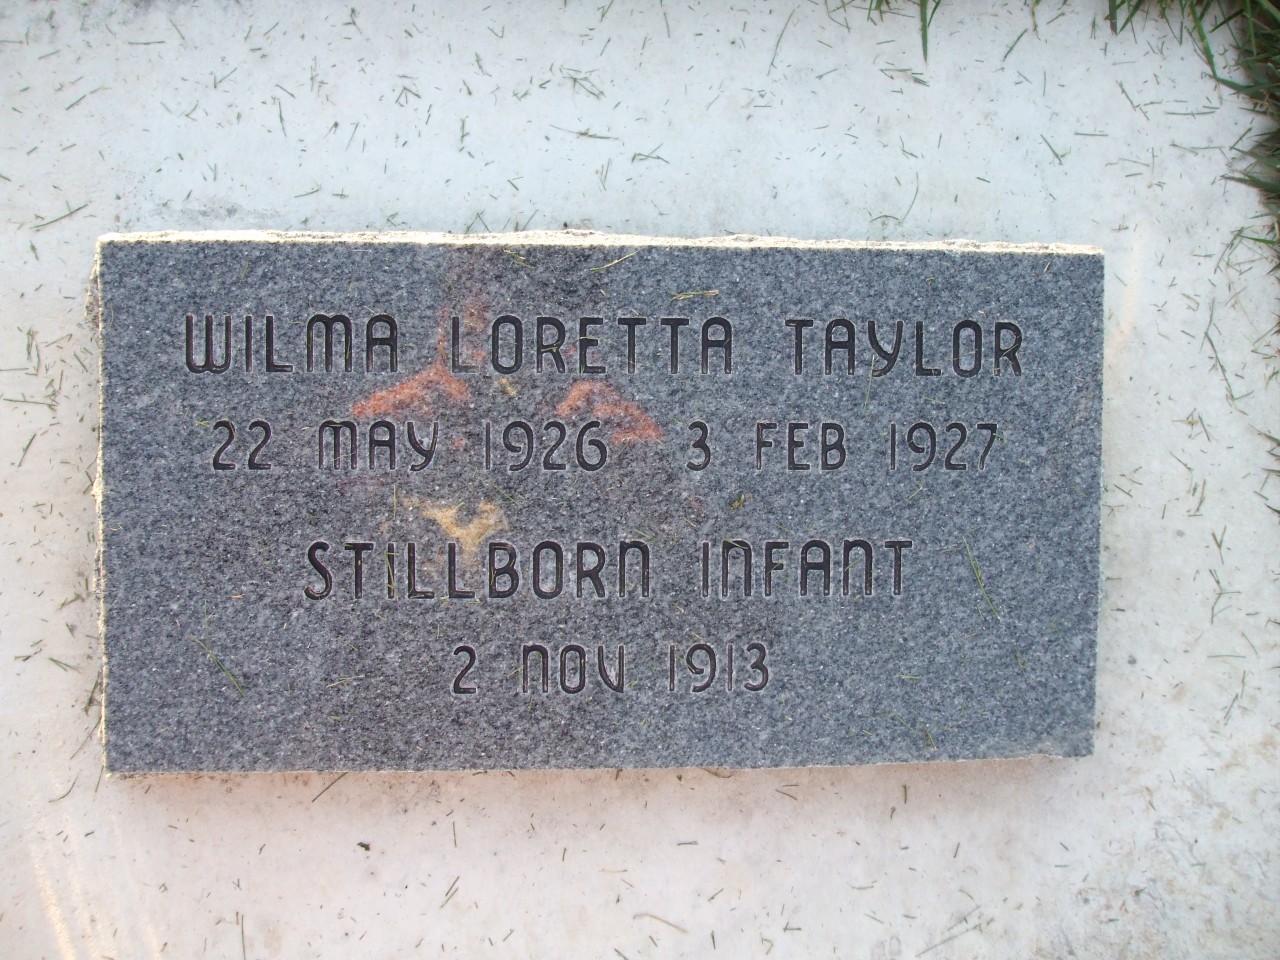 WILMA LORETTA TAYLOR
22 MAY 1926 3 FEB 1927
STILLBORN INFANT
2 NOV 1913